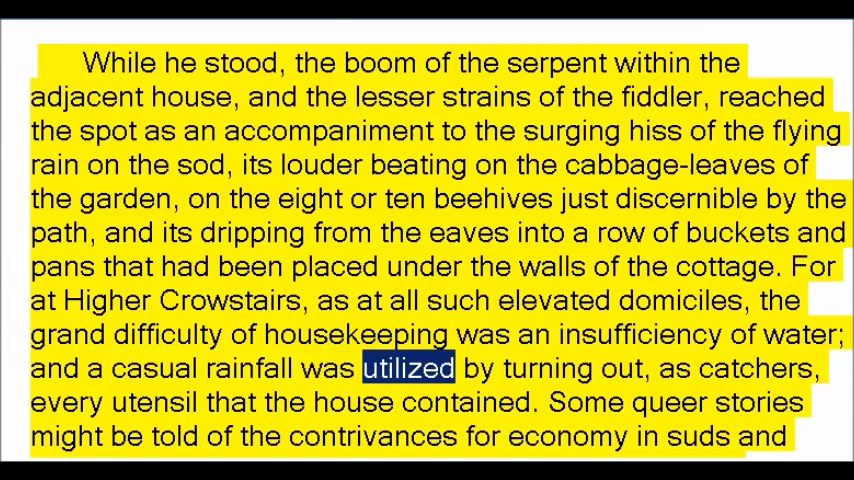 While he stood, the boom of the serpent within the
adjacent house, and the lesser strains of the fiddler, reached
the spot as an accompaniment to the surging hiss of the flying
rain on the sod, its louder beating on the cabbage-leaves of
the garden, on the eight or ten beehives just discernible by the
path, and its dripping from the eaves into a row of buckets and
pans that had been placed under the walls of the cottage. For
at Higher Crowstairs, as at all such elevated domiciles, the
grand difficulty of housekeeping was an insufficiency of water;
and a casual rainfall was utilized by turning out, as catchers,
every utensil that the house contained. Some queer stories
might be told of the contrivances for economy in suds and